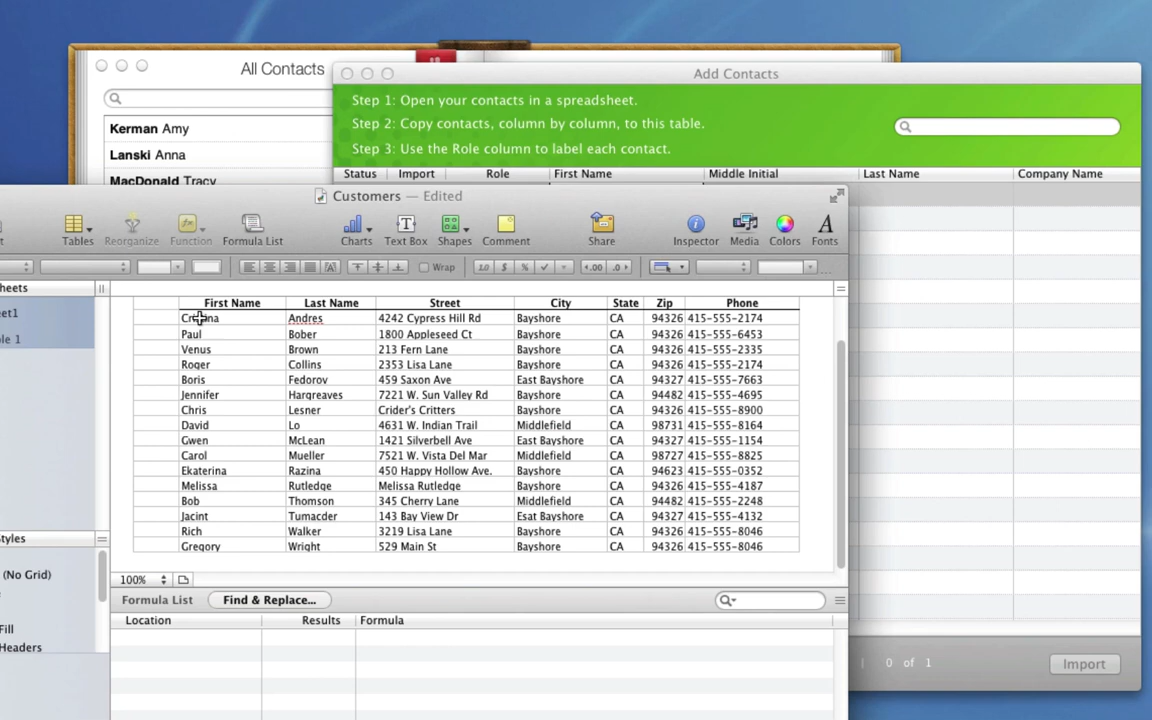 All Contacts
Kerman Amy
Lanski Anna
MacDonald Tracy
Add Contacts
Step 1: Open your contacts in a spreadsheet.
Step 2: Copy contacts, column by column, to this table.
Step 3: Use the Role column to label each contact.
Status Import Role First Name Middle Initial Last Name Company Name
Customers — Edited
t Tables Reorganize Function Formula List Charts Text Box Shapes Comment Share Inspector Media Colors Fonts
A 1.0 $ % ✓ Wrap .00 .0
heets
et1
le 1
First Name Last Name Street City State Zip Phone
Andres 4242 Cypress Hill Rd Bayshore CA 94326 415-555-2174
Paul Bober 1800 Appleseed Ct Bayshore CA 94326 415-555-6453
Venus Brown 213 Fern Lane Bayshore CA 94326 415-555-2335
Roger Collins 2353 Lisa Lane Bayshore CA 94326 415-555-2174
Boris Fedorov 459 Saxon Ave East Bayshore CA 94327 415-555-7663
Jennifer Hargreaves 7221 W. Sun Valley Rd Bayshore CA 94482 415-555-4695
Chris Lesner Crider's Critters Bayshore CA 94326 415-555-8900
David Lo 4631 W. Indian Trail Middlefield CA 98731 415-555-8164
Gwen McLean 1421 Silverbell Ave East Bayshore CA 94327 415-555-1154
Carol Mueller 7521 W. Vista Del Mar Middlefield CA 98727 415-555-8825
Ekaterina Razina 450 Happy Hollow Ave. Bayshore CA 94623 415-555-0352
Melissa Rutledge Melissa Rutledge Bayshore CA 94326 415-555-4187
Bob Thomson 345 Cherry Lane Middlefield CA 94482 415-555-2248
Jacint Tumacder 143 Bay View Dr Esat Bayshore CA 94327 415-555-4132
Rich Walker 3219 Lisa Lane Bayshore CA 94326 415-555-8046
Gregory Wright 529 Main St Bayshore CA 94326 415-555-8046
tyles
(No Grid)
Fill
Headers
100%
Formula List Find & Replace...
Location Results Formula
0 of 1
Import